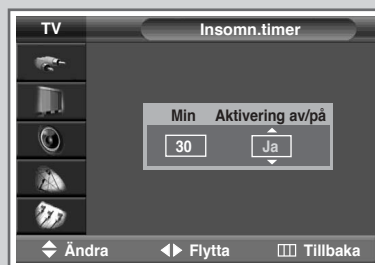 TV Insomn.timer
Min Aktivering av/på
30 Ja
Ändra Flytta Tillbaka